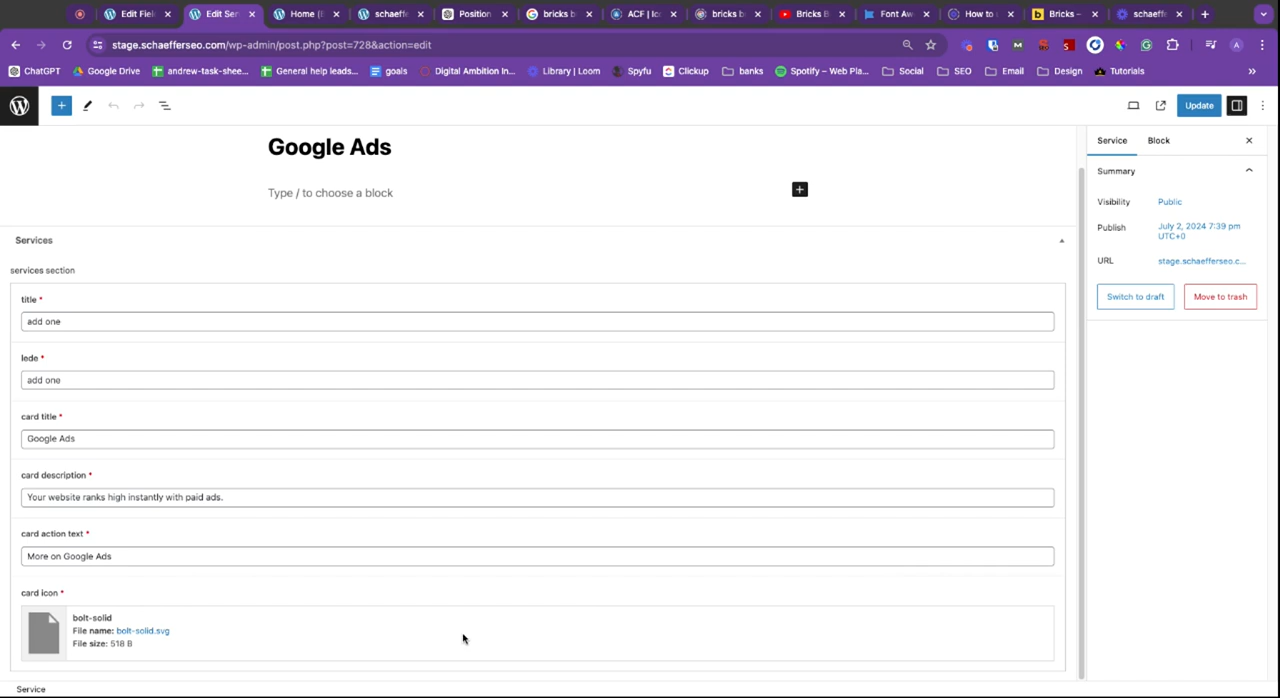 Edit Fiel
Edit Ser
Home (B
schaeffe
Position
bricks b
ACF | Ico
bricks b
Bricks B
Font Aw
How to
Bricks –
schaeff
stage.schaefferseo.com/wp-admin/post.php?post=728&action=edit
ChatGPT
Google Drive
andrew-task-shee...
General help leads...
goals
Digital Ambition In...
Library | Loom
Spyfu
Clickup
banks
Spotify – Web Pla...
Social
SEO
Email
Design
Tutorials
»
Update
Google Ads
Type / to choose a block
Services
services section
title *
add one
lede *
add one
card title *
Google Ads
card description *
Your website ranks high instantly with paid ads.
card action text *
More on Google Ads
card icon *
bolt-solid
File name: bolt-solid.svg
File size: 518 B
Service
Service
Block
Summary
Visibility
Public
Publish
July 2, 2024 7:39 pm
UTC+0
URL
stage.schaefferseo.c...
Switch to draft
Move to trash